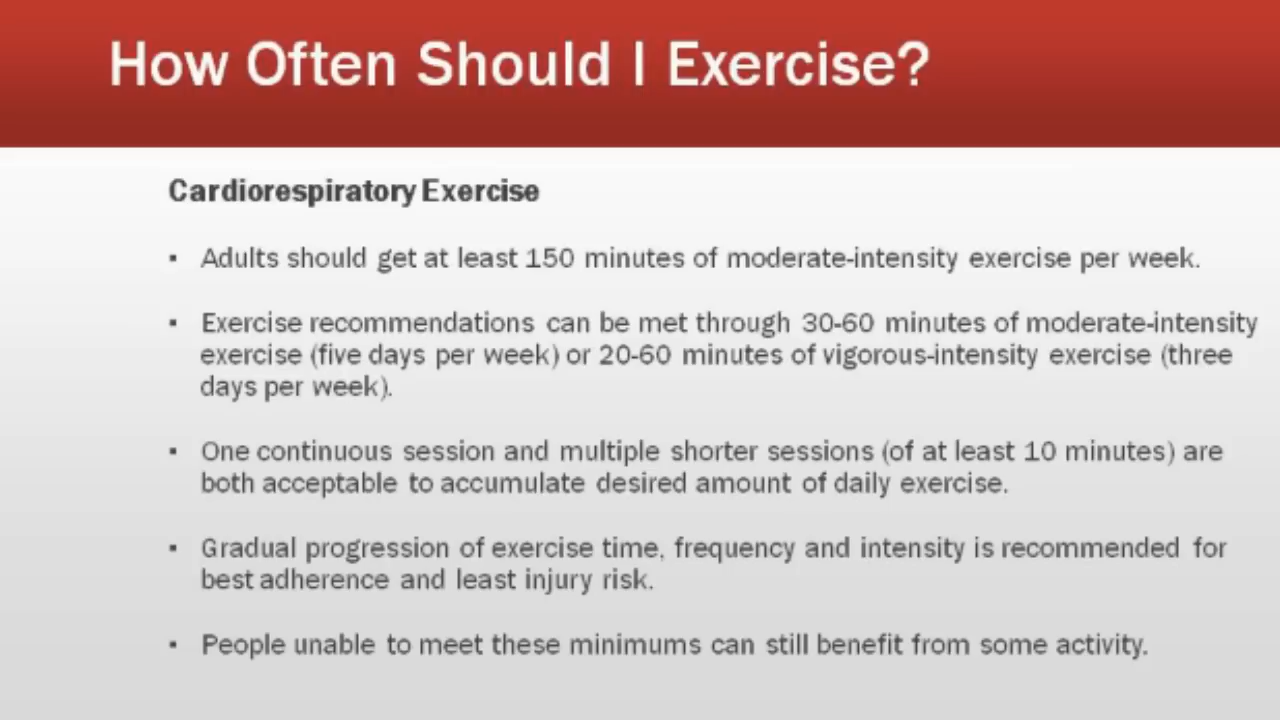 How Often Should I Exercise?
Cardiorespiratory Exercise
▪ Adults should get at least 150 minutes of moderate-intensity exercise per week.
▪ Exercise recommendations can be met through 30-60 minutes of moderate-intensity
exercise (five days per week) or 20-60 minutes of vigorous-intensity exercise (three
days per week).
▪ One continuous session and multiple shorter sessions (of at least 10 minutes) are
both acceptable to accumulate desired amount of daily exercise.
▪ Gradual progression of exercise time, frequency and intensity is recommended for
best adherence and least injury risk.
▪ People unable to meet these minimums can still benefit from some activity.